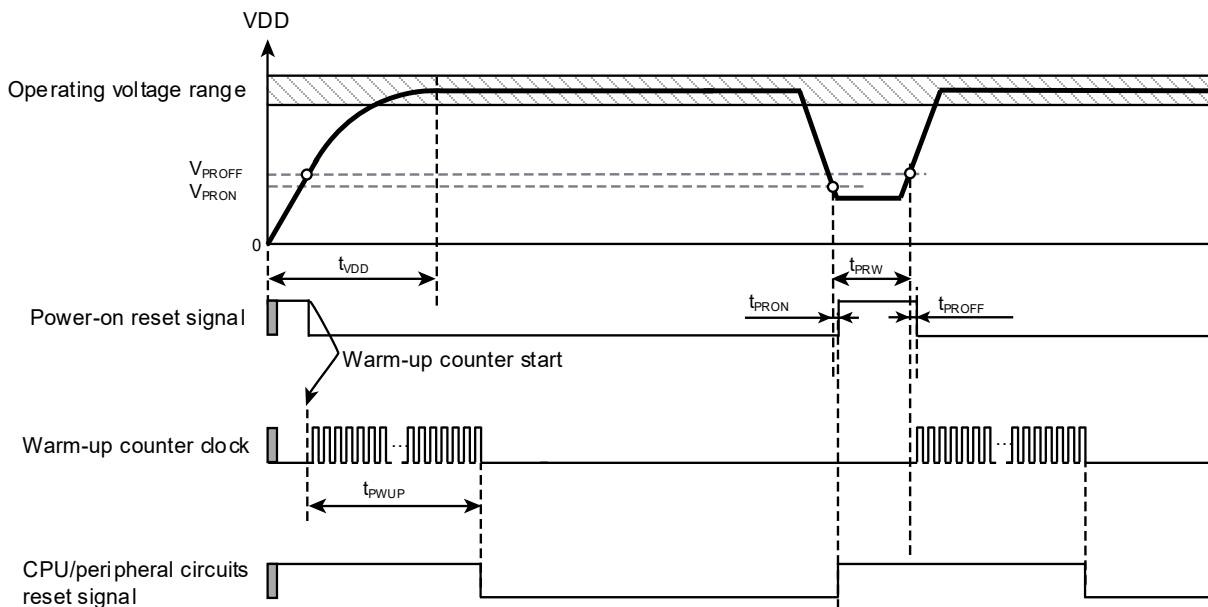 VDD
Operating voltage range
VPROFF
VPRON
0
tVDD
tPRW
tPRON
tPROFF
Power-on reset signal
Warm-up counter start
Warm-up counter clock
...
...
tPWUP
CPU/peripheral circuits
reset signal